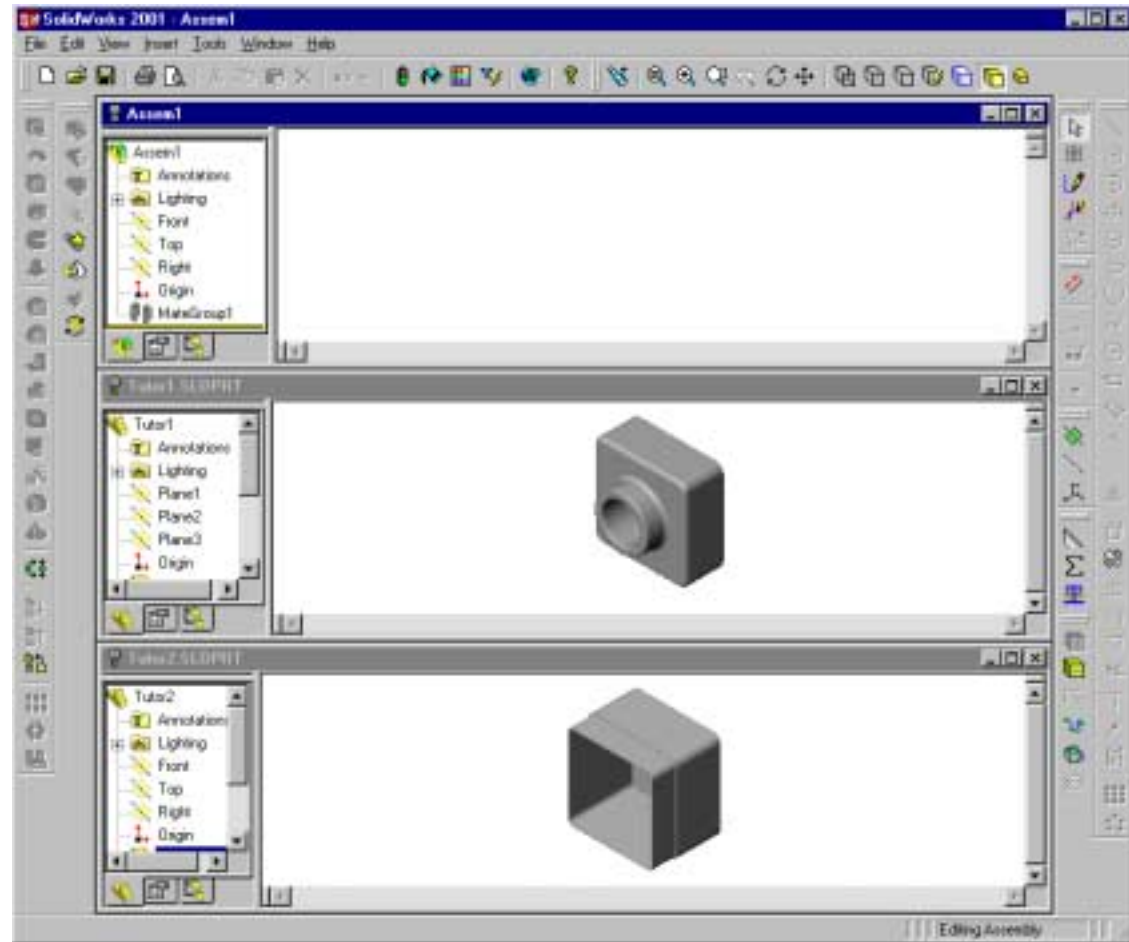 SolidWorks 2001 - Assem1
File Edit View Insert Tools Window Help
Assem1
Assem1
Annotations
Lighting
Front
Top
Right
Origin
MateGroup1
Tutor1.SLDPRT
Tutor1
Annotations
Lighting
Plane1
Plane2
Plane3
Origin
Tutor2.SLDPRT
Tutor2
Annotations
Lighting
Front
Top
Right
Origin
Editing Assembly